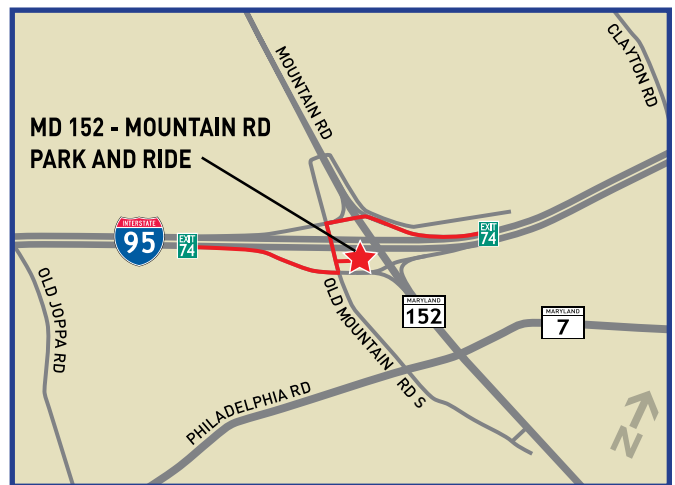 MOUNTAIN RD
CLAYTON RD
MD 152 - MOUNTAIN RD
PARK AND RIDE
INTERSTATE
95
EXIT
74
EXIT
74
OLD JOPPA RD
OLD MOUNTAIN RD S
MARYLAND
152
MARYLAND
7
PHILADELPHIA RD
N